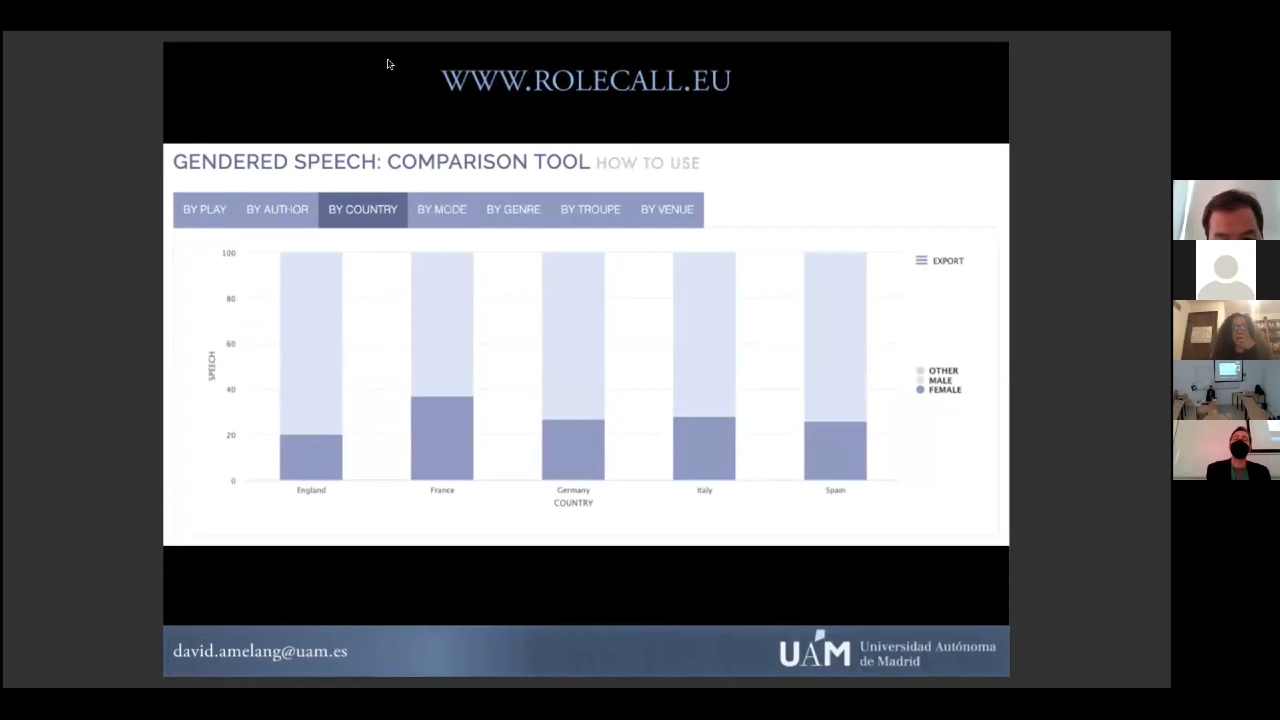 WWW.ROLECALL.EU
GENDERED SPEECH: COMPARISON TOOL HOW TO USE
BY PLAY BY AUTHOR BY COUNTRY BY MODE BY GENRE BY TROUPE BY VENUE
100
80
60
40
20
0
SPEECH
England France Germany Italy Spain
COUNTRY
EXPORT
OTHER
MALE
FEMALE
david.amelang@uam.es
UAM Universidad Autónoma
de Madrid